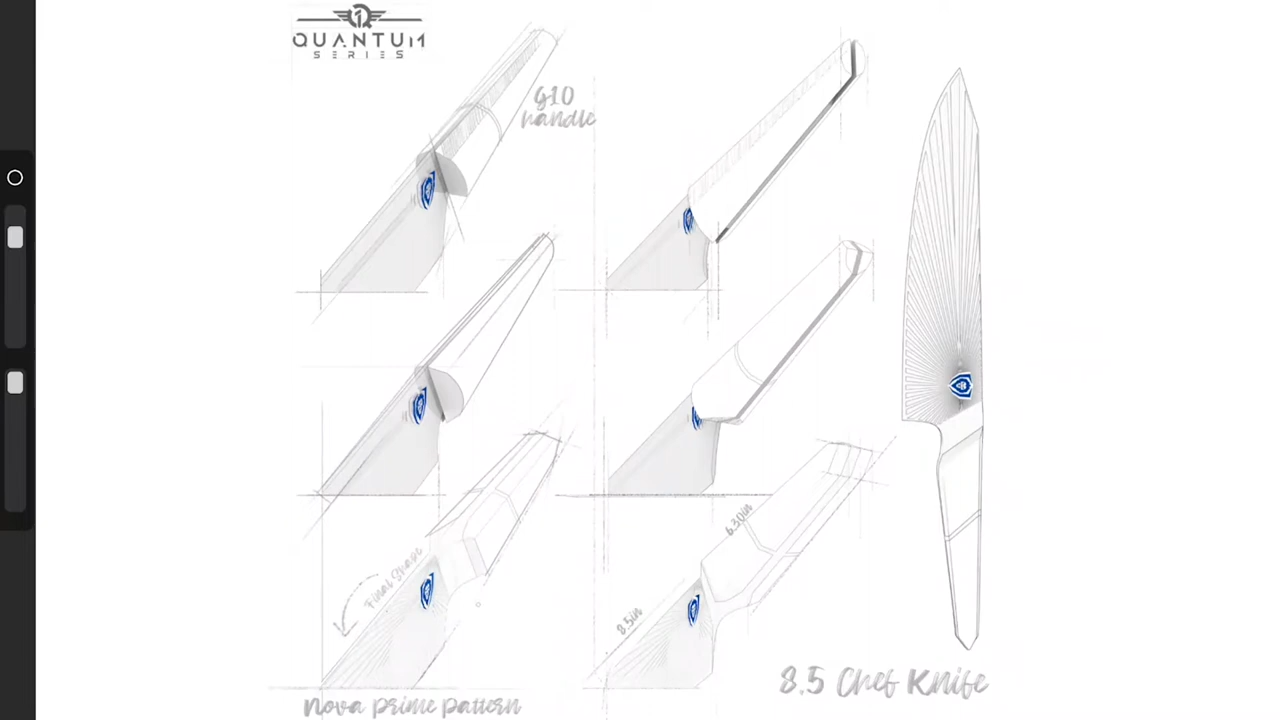 QUANTUM
SERIES
G10
handle
Final Shape
6.30in
8.5in
Nova Prime Pattern
8.5 Chef Knife